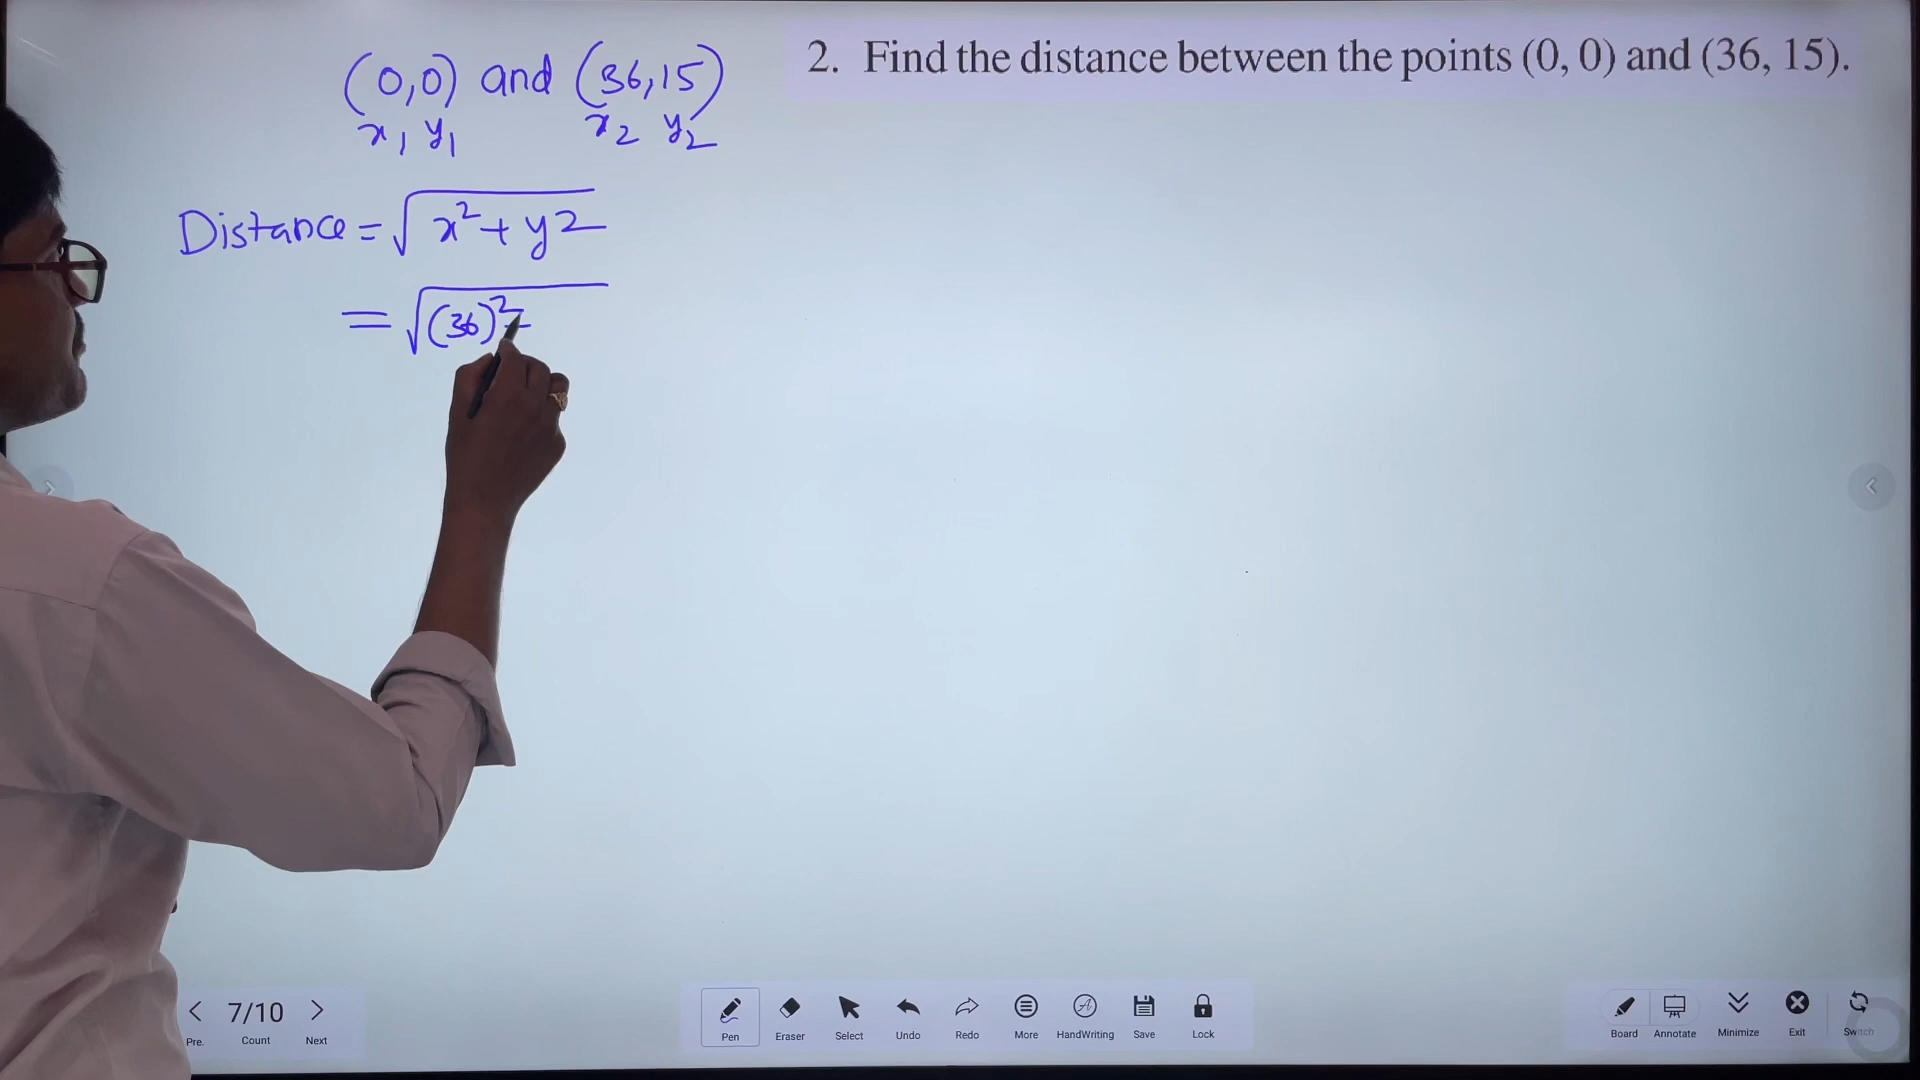 2. Find the distance between the points (0, 0) and (36, 15).
(0,0) and (36,15)
x1 y1 x2 y2
Distance = √x²+y2
= √(36)²
7/10
Pre. Count Next
Pen Eraser Select Undo Redo More HandWriting Save Lock
Board Annotate Minimize Exit Switch